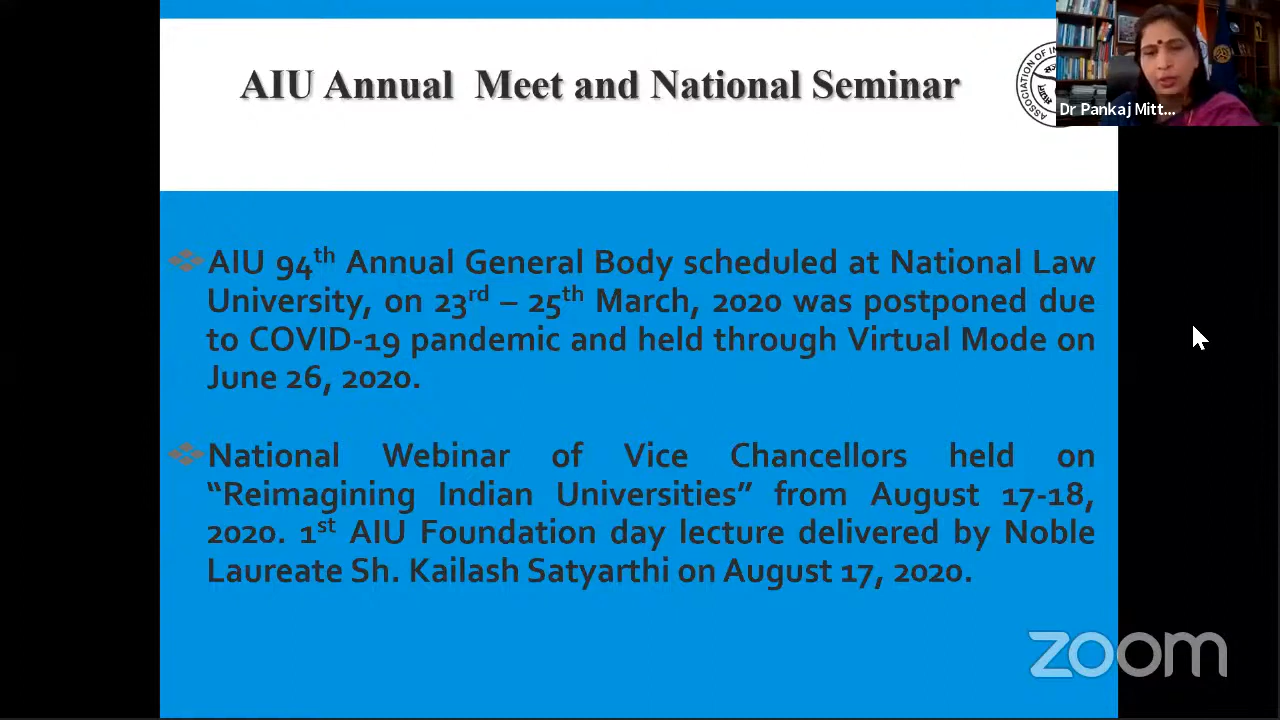 AIU Annual Meet and National Seminar
ASSOCIATION OF IN
Dr Pankaj Mitt...
AIU 94th Annual General Body scheduled at National Law
University, on 23rd – 25th March, 2020 was postponed due
to COVID-19 pandemic and held through Virtual Mode on
June 26, 2020.
National Webinar of Vice Chancellors held on
“Reimagining Indian Universities” from August 17-18,
2020. 1st AIU Foundation day lecture delivered by Noble
Laureate Sh. Kailash Satyarthi on August 17, 2020.
zoom